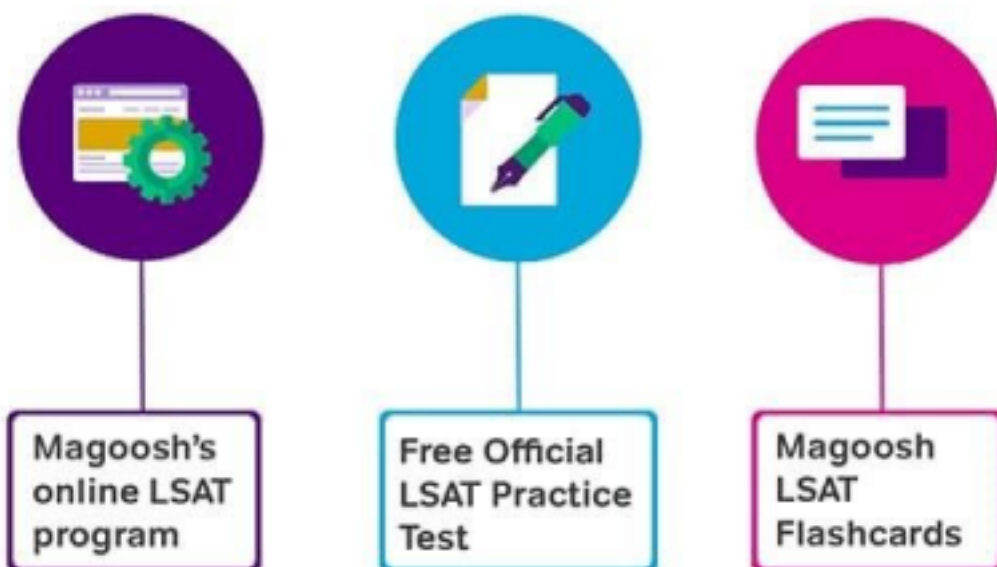 Magoosh's
online LSAT
program
Free Official
LSAT Practice
Test
Magoosh
LSAT
Flashcards